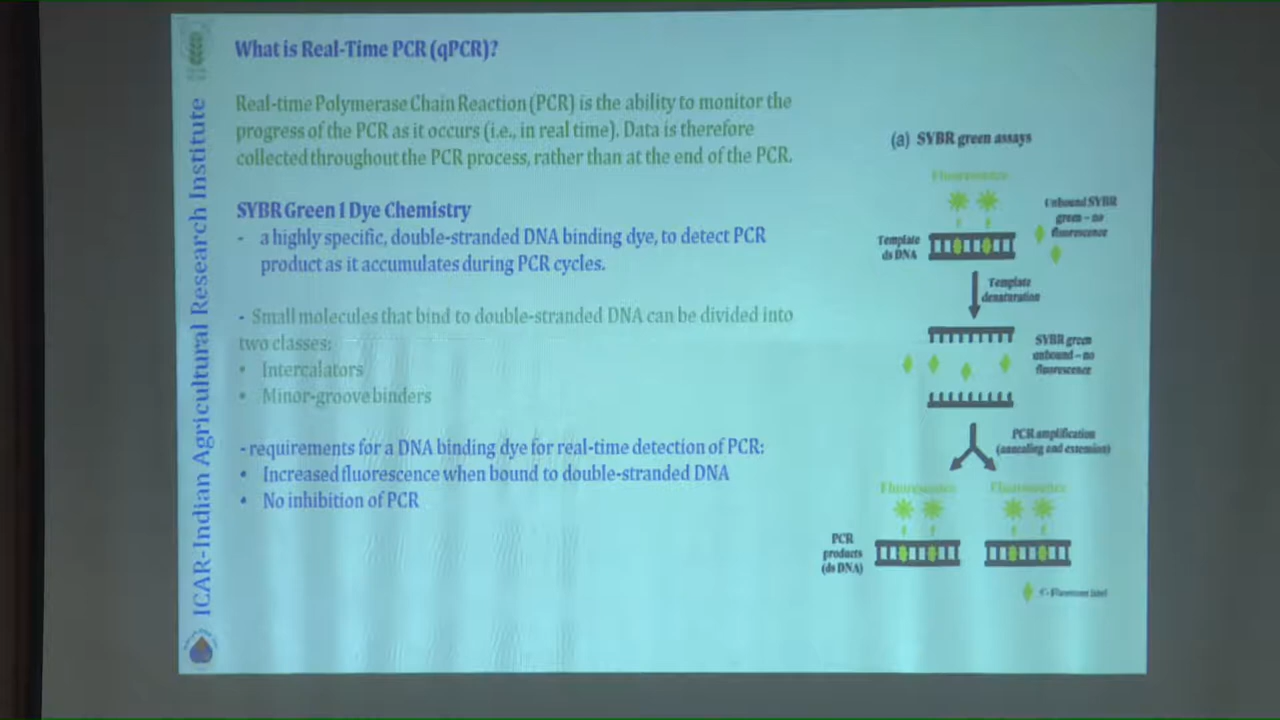 What is Real-Time PCR (qPCR)?
Real-time Polymerase Chain Reaction (PCR) is the ability to monitor the
progress of the PCR as it occurs (i.e., in real time). Data is therefore
collected throughout the PCR process, rather than at the end of the PCR.
SYBR Green I Dye Chemistry
- a highly specific, double-stranded DNA binding dye, to detect PCR
product as it accumulates during PCR cycles.
- Small molecules that bind to double-stranded DNA can be divided into
two classes:
• Intercalators
• Minor-groove binders
- requirements for a DNA binding dye for real-time detection of PCR:
• Increased fluorescence when bound to double-stranded DNA
• No inhibition of PCR
ICAR-Indian Agricultural Research Institute
(a) SYBR green assays
Fluorescence
Unbound SYBR
green – no
fluorescence
Template
ds DNA
Template
denaturation
SYBR green
unbound – no
fluorescence
PCR amplification
(annealing and extension)
Fluorescence Fluorescence
PCR
products
(ds DNA)